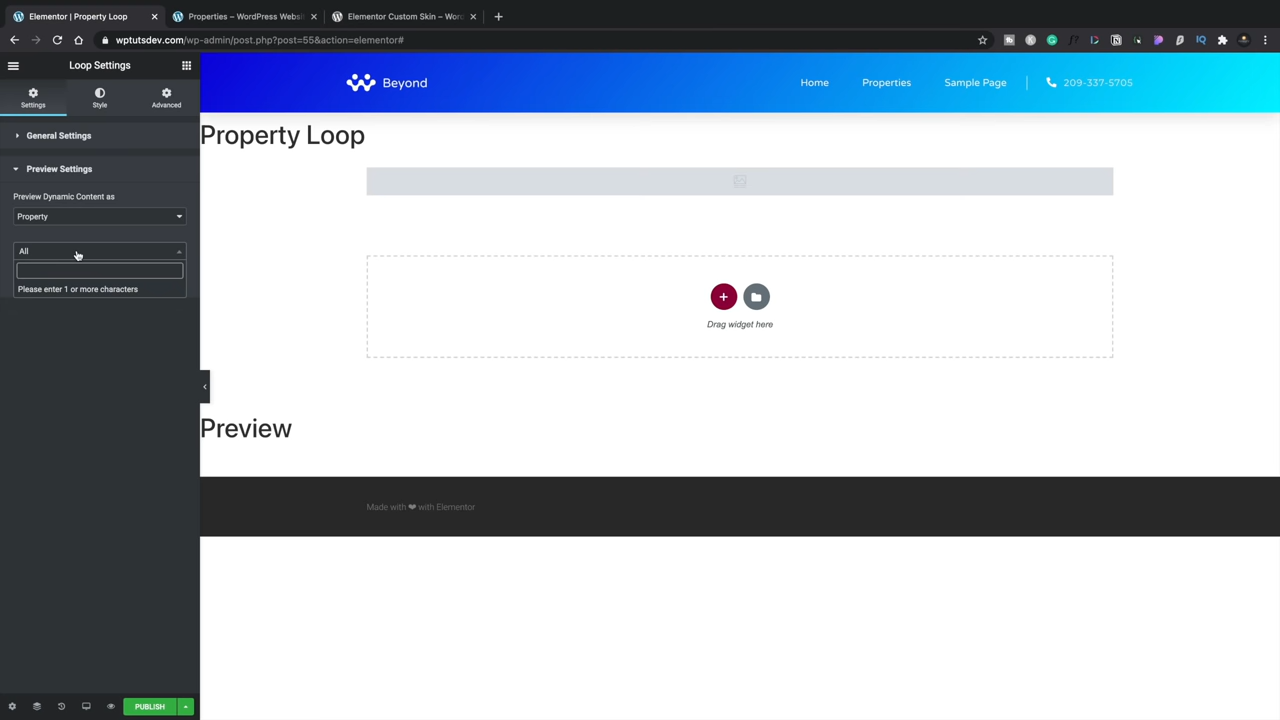 Elementor | Property Loop
Properties – WordPress Websit
Elementor Custom Skin – Wor
wptutsdev.com/wp-admin/post.php?post=55&action=elementor#
Loop Settings
Settings
Style
Advanced
General Settings
Preview Settings
Preview Dynamic Content as
Property
All
Please enter 1 or more characters
PUBLISH
Beyond
Home
Properties
Sample Page
209-337-5705
Property Loop
Drag widget here
Preview
Made with ❤ with Elementor